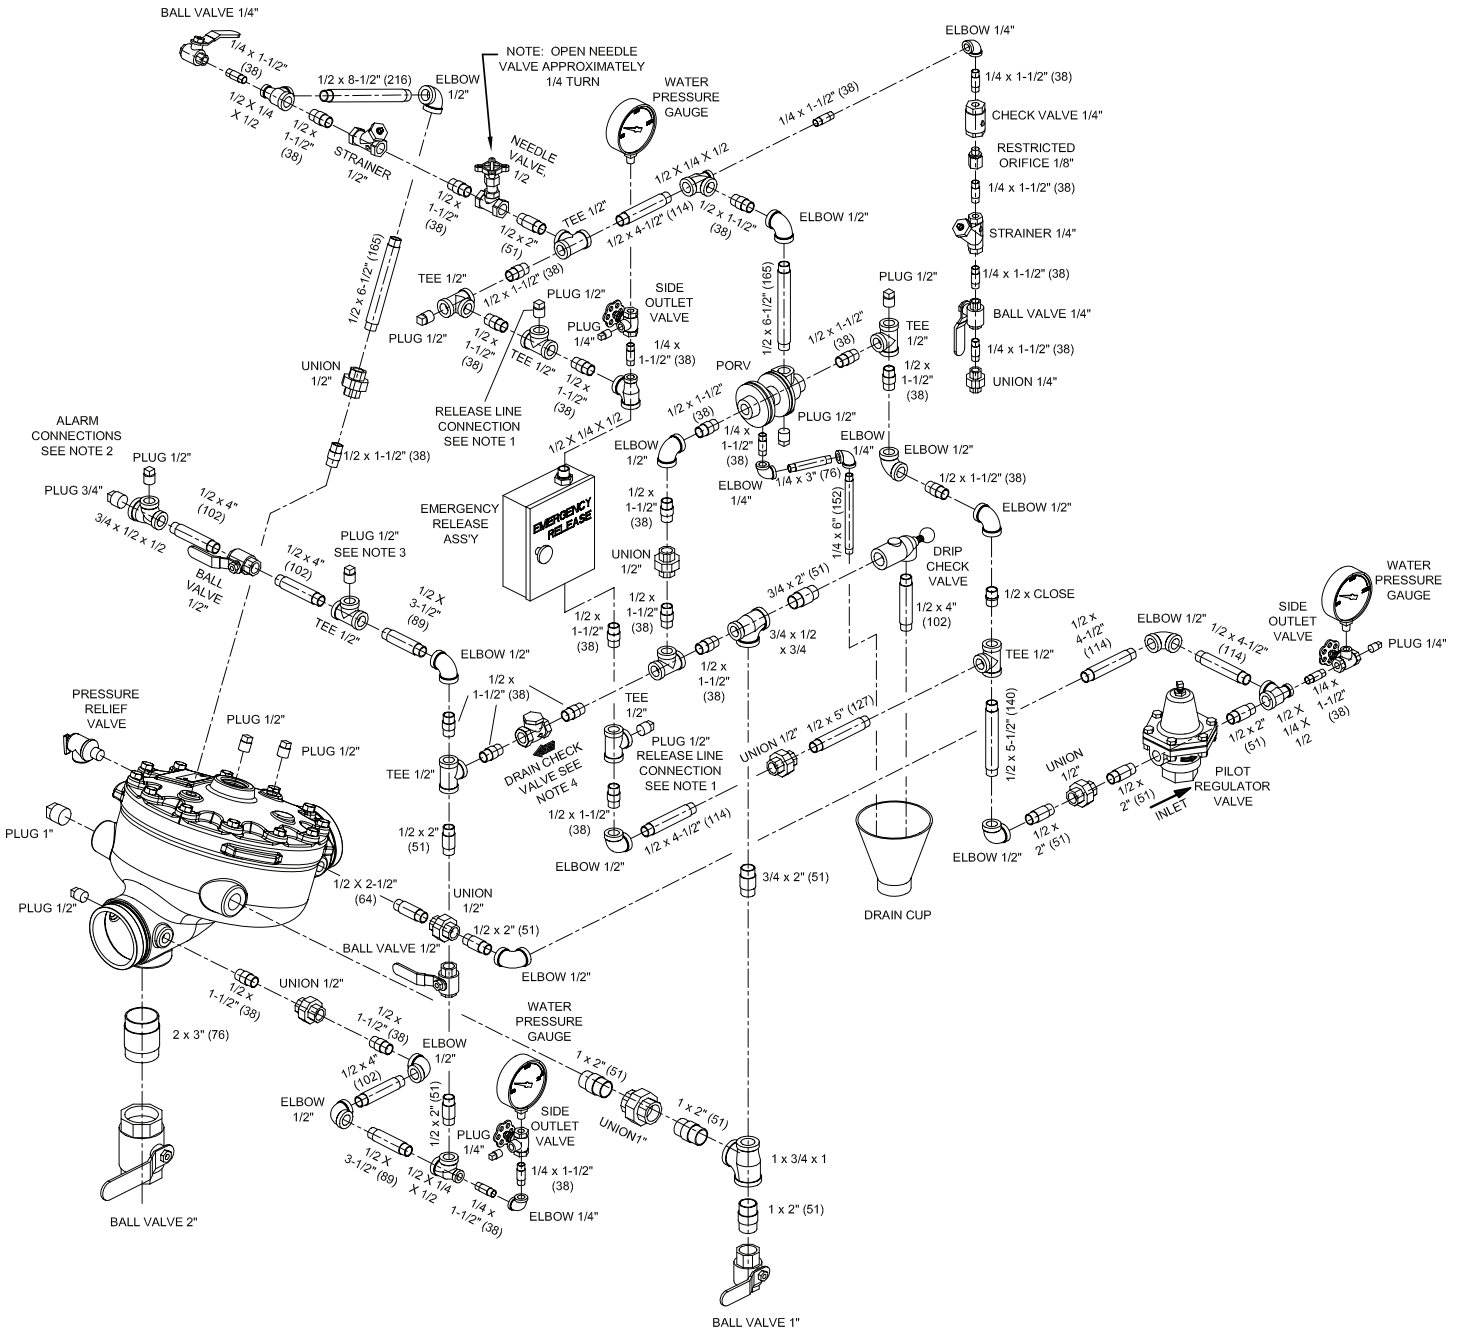 BALL VALVE 1/4"
1/4 x 1-1/2"
(38)
1/2 x 8-1/2" (216)
ELBOW
1/2"
1/2 X 1/4
X 1/2
1/2 x
1-1/2"
(38)
STRAINER
1/2"
NOTE: OPEN NEEDLE
VALVE APPROXIMATELY
1/4 TURN
NEEDLE
VALVE,
1/2
WATER
PRESSURE
GAUGE
1/4 x 1-1/2" (38)
ELBOW 1/4"
1/4 x 1-1/2" (38)
CHECK VALVE 1/4"
RESTRICTED
ORIFICE 1/8"
1/4 x 1-1/2" (38)
STRAINER 1/4"
1/4 x 1-1/2" (38)
BALL VALVE 1/4"
1/4 x 1-1/2" (38)
UNION 1/4"
1/2 x
1-1/2"
(38)
1/2 x 2"
(51)
TEE 1/2"
1/2 X 1/4 X 1/2
1/2 x 4-1/2" (114)
1/2 x 1-1/2"
(38)
ELBOW 1/2"
1/2 x 6-1/2" (165)
TEE 1/2"
1/2 x 1-1/2" (38)
PLUG 1/2"
PLUG 1/2"
1/2 x
1-1/2"
(38)
TEE 1/2"
1/2 x
1-1/2"
(38)
SIDE
OUTLET
VALVE
PLUG
1/4"
1/4 x
1-1/2" (38)
1/2 x 6-1/2" (165)
PLUG 1/2"
TEE
1/2"
1/2 x 1-1/2"
(38)
1/2 x
1-1/2"
(38)
PORV
PLUG 1/2"
UNION
1/2"
RELEASE LINE
CONNECTION
SEE NOTE 1
1/2 X 1/4 X 1/2
1/2 x 1-1/2"
(38)
ELBOW
1/2"
1/4 x
1-1/2"
(38)
ELBOW
1/4"
1/4 x 3" (76)
ELBOW
1/4"
1/4 x 6" (152)
ELBOW 1/2"
1/2 x 1-1/2" (38)
ELBOW 1/2"
ALARM
CONNECTIONS
SEE NOTE 2
PLUG 1/2"
PLUG 3/4"
3/4 x 1/2 x 1/2
1/2 x 4"
(102)
1/2 x 1-1/2" (38)
BALL
VALVE
1/2"
1/2 x 4"
(102)
PLUG 1/2"
SEE NOTE 3
TEE 1/2"
1/2 X
3-1/2"
(89)
ELBOW 1/2"
EMERGENCY
RELEASE
ASS'Y
EMERGENCY
RELEASE
1/2 x
1-1/2"
(38)
UNION
1/2"
1/2 x
1-1/2"
(38)
1/2 x
1-1/2"
(38)
3/4 x 2" (51)
DRIP
CHECK
VALVE
1/2 x 4"
(102)
3/4 x 1/2
x 3/4
1/2 x
1-1/2"
(38)
1/2 x CLOSE
TEE 1/2"
1/2 x
4-1/2"
(114)
ELBOW 1/2"
1/2 x 4-1/2"
(114)
SIDE
OUTLET
VALVE
WATER
PRESSURE
GAUGE
PLUG 1/4"
1/4 x
1-1/2"
(38)
1/2 X
1/4 X
1/2
1/2 x 2"
(51)
PILOT
REGULATOR
VALVE
INLET
1/2 x
2" (51)
UNION
1/2"
1/2 x
2" (51)
ELBOW 1/2"
1/2 x 5-1/2" (140)
PRESSURE
RELIEF
VALVE
PLUG 1/2"
PLUG 1/2"
PLUG 1"
PLUG 1/2"
1/2 x
1-1/2" (38)
TEE 1/2"
DRAIN CHECK
VALVE SEE
NOTE 4
TEE
1/2"
PLUG 1/2"
RELEASE LINE
CONNECTION
SEE NOTE 1
UNION 1/2"
1/2 x 5" (127)
1/2 x 1-1/2"
(38)
1/2 x 4-1/2" (114)
ELBOW 1/2"
1/2 x 2"
(51)
1/2 X 2-1/2"
(64)
UNION
1/2"
1/2 x 2" (51)
ELBOW 1/2"
BALL VALVE 1/2"
3/4 x 2" (51)
DRAIN CUP
1/2 x
1-1/2" (38)
UNION 1/2"
1/2 x
1-1/2" (38)
ELBOW
1/2"
1/2 x 4"
(102)
ELBOW
1/2"
1/2 X
3-1/2" (89)
1/2 x 2" (51)
1/2 X 1/4
X 1/2
1/4 x
1-1/2" (38)
WATER
PRESSURE
GAUGE
SIDE
OUTLET
VALVE
PLUG
1/4"
1/4 x 1-1/2"
(38)
ELBOW 1/4"
1 x 2" (51)
UNION1"
1 x 2" (51)
1 x 3/4 x 1
1 x 2" (51)
BALL VALVE 1"
2 x 3" (76)
BALL VALVE 2"